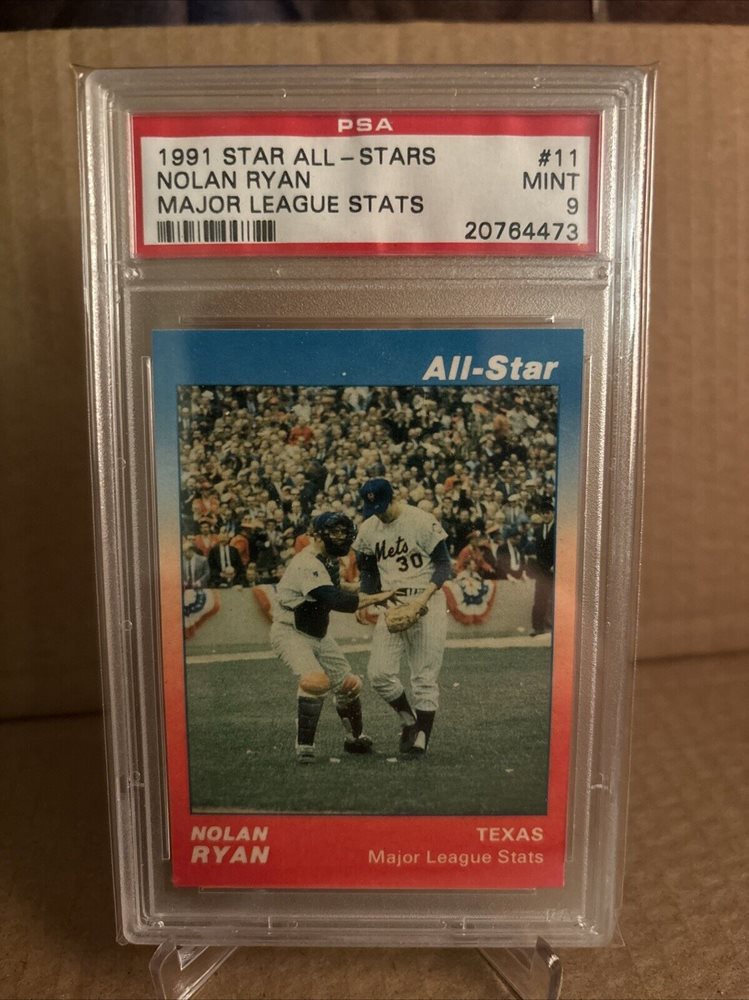 PSA
1991 STAR ALL-STARS #11
NOLAN RYAN MINT
MAJOR LEAGUE STATS 9
20764473
All-Star
Mets
30
NOLAN TEXAS
RYAN Major League Stats